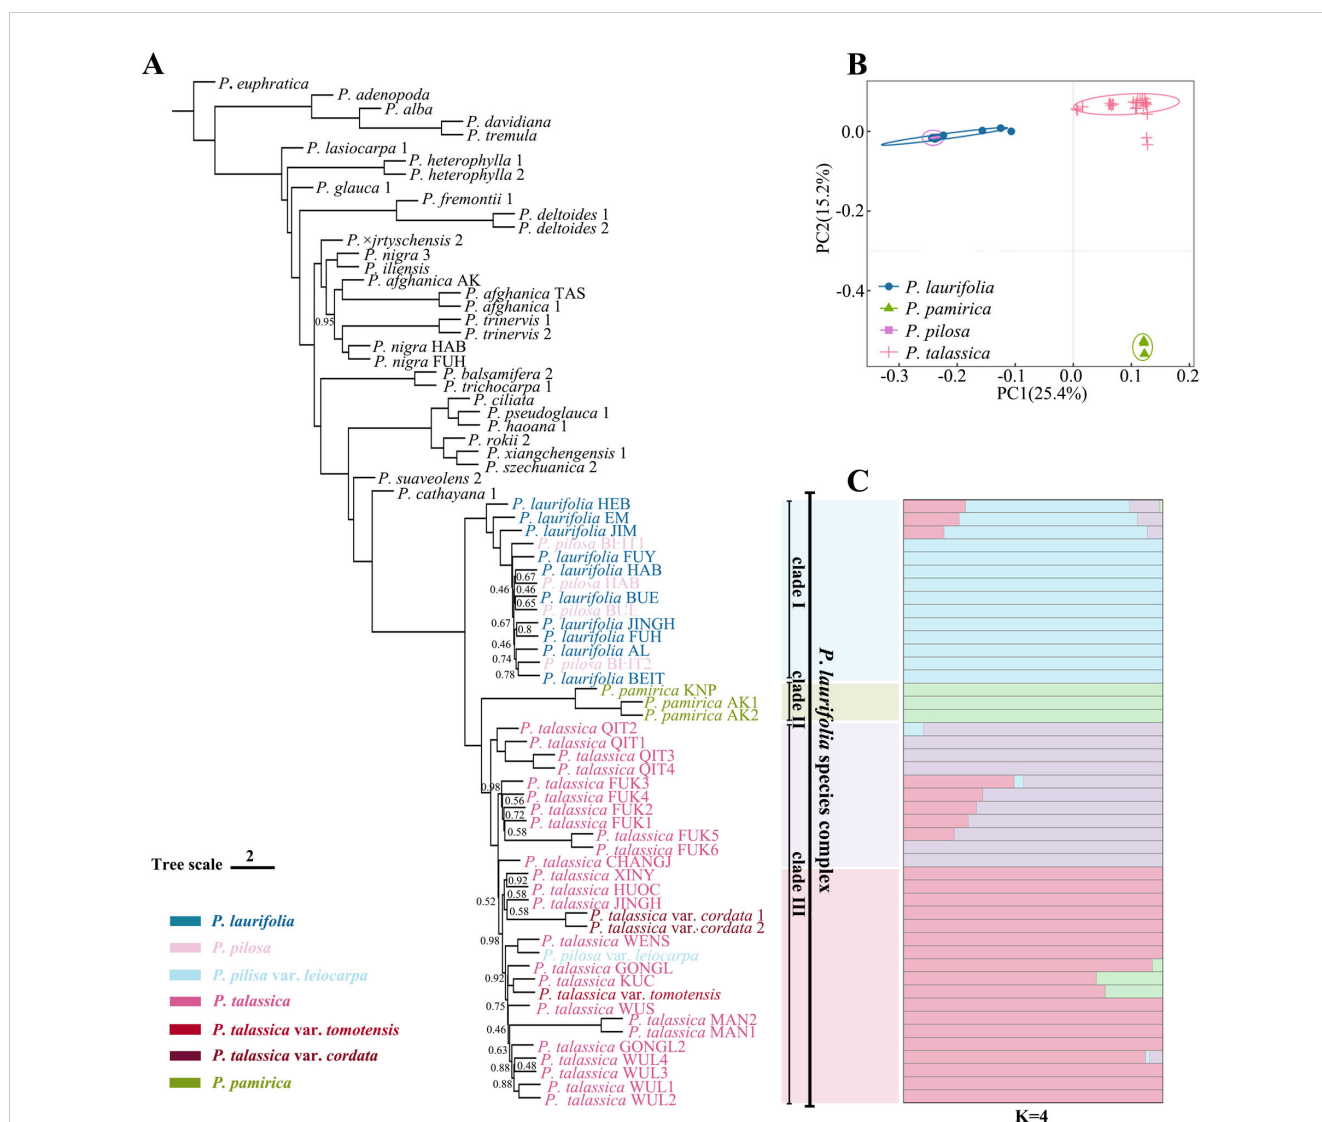 A
P. euphratica
P. adenopoda
P. alba
P. davidiana
P. tremula
P. lasiocarpa 1
P. heterophylla 1
P. heterophylla 2
P. glauca 1
P. fremontii 1
P. deltoides 1
P. deltoides 2
P. ×jrtyschensis 2
P. nigra 3
P. iliensis
P. afghanica AK
P. afghanica TAS
P. afghanica 1
0.95
P. trinervis 1
P. trinervis 2
P. nigra HAB
P. nigra FUH
P. balsamifera 2
P. trichocarpa 1
P. ciliata
P. pseudoglauca 1
P. haoana 1
P. rokii 2
P. xiangchengensis 1
P. szechuanica 2
P. suaveolens 2
P. cathayana 1
P. laurifolia HEB
P. laurifolia EM
P. laurifolia JIM
P. pilosa BEIT1
P. laurifolia FUY
P. laurifolia HAB
0.67
P. pilosa HAB
0.46
0.46
P. laurifolia BUE
0.65
P. pilosa BUE
P. laurifolia JINGH
0.67
0.8
P. laurifolia FUH
0.46
P. laurifolia AL
0.74
P. pilosa BEIT2
0.78
P. laurifolia BEIT
P. pamirica KNP
P. pamirica AK1
P. pamirica AK2
P. talassica QIT2
P. talassica QIT1
P. talassica QIT3
P. talassica QIT4
0.98
P. talassica FUK3
P. talassica FUK4
0.56
P. talassica FUK2
0.72
P. talassica FUK1
0.58
P. talassica FUK5
P. talassica FUK6
P. talassica CHANGJ
P. talassica XINY
0.92
P. talassica HUOC
0.58
P. talassica JINGH
0.52
0.58
P. talassica var. cordata 1
P. talassica var. cordata 2
0.98
P. talassica WENS
P. pilosa var. leiocarpa
P. talassica GONGL
0.92
P. talassica KUC
P. talassica var. tomotensis
0.75
P. talassica WUS
P. talassica MAN2
0.46
P. talassica MAN1
0.63
P. talassica GONGL2
P. talassica WUL4
0.88
0.48
P. talassica WUL3
0.88
P. talassica WUL1
P. talassica WUL2
Tree scale
2
P. laurifolia
P. pilosa
P. pilisa var. leiocarpa
P. talassica
P. talassica var. tomotensis
P. talassica var. cordata
P. pamirica
B
PC2(15.2%)
0.0
-0.2
-0.4
P. laurifolia
P. pamirica
P. pilosa
P. talassica
-0.3 -0.2 -0.1 0.0 0.1 0.2
PC1(25.4%)
C
clade I
clade II
clade III
P. laurifolia species complex
K=4